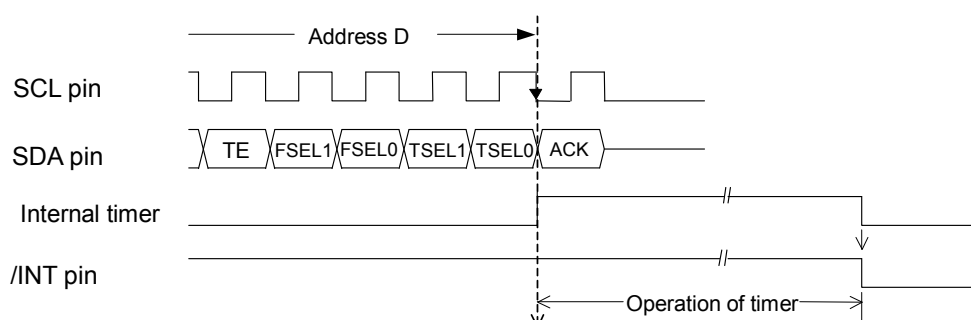 Address D
SCL pin
SDA pin TE FSEL1 FSEL0 TSEL1 TSEL0 ACK
Internal timer
/INT pin
Operation of timer